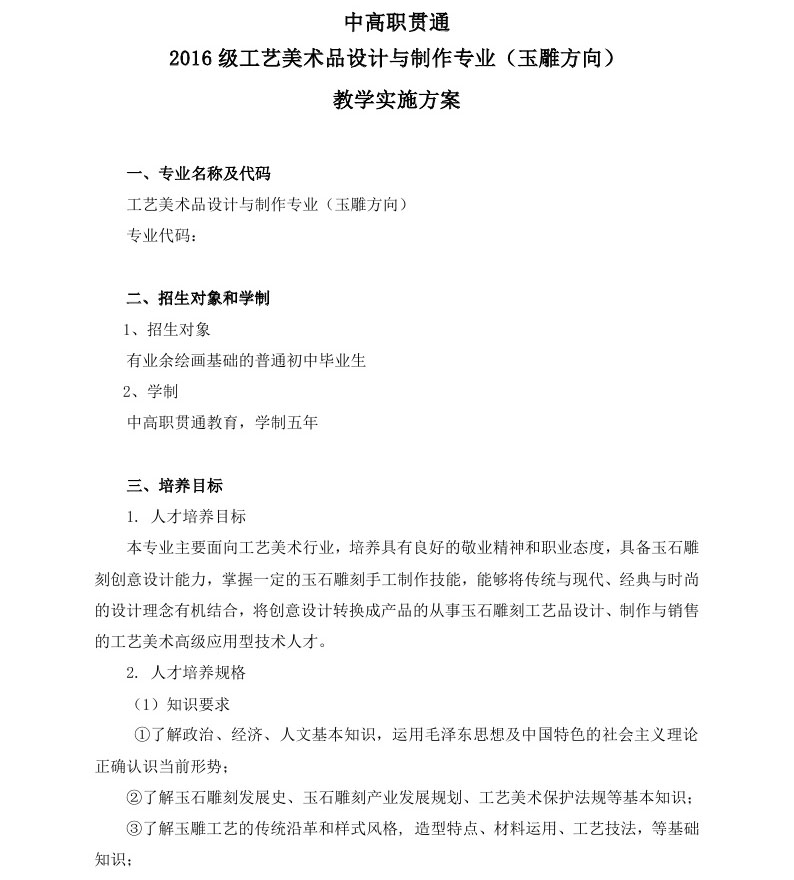 中高职贯通
2016 级工艺美术品设计与制作专业（玉雕方向）
教学实施方案
一、专业名称及代码
工艺美术品设计与制作专业（玉雕方向）
专业代码：
二、招生对象和学制
1、招生对象
有业余绘画基础的普通初中毕业生
2、学制
中高职贯通教育，学制五年
三、培养目标
1. 人才培养目标
本专业主要面向工艺美术行业，培养具有良好的敬业精神和职业态度，具备玉石雕
刻创意设计能力，掌握一定的玉石雕刻手工制作技能，能够将传统与现代、经典与时尚
的设计理念有机结合，将创意设计转换成产品的从事玉石雕刻工艺品设计、制作与销售
的工艺美术高级应用型技术人才。
2. 人才培养规格
（1）知识要求
①了解政治、经济、人文基本知识，运用毛泽东思想及中国特色的社会主义理论
正确认识当前形势；
②了解玉石雕刻发展史、玉石雕刻产业发展规划、工艺美术保护法规等基本知识；
③了解玉雕工艺的传统沿革和样式风格，造型特点、材料运用、工艺技法，等基础
知识；